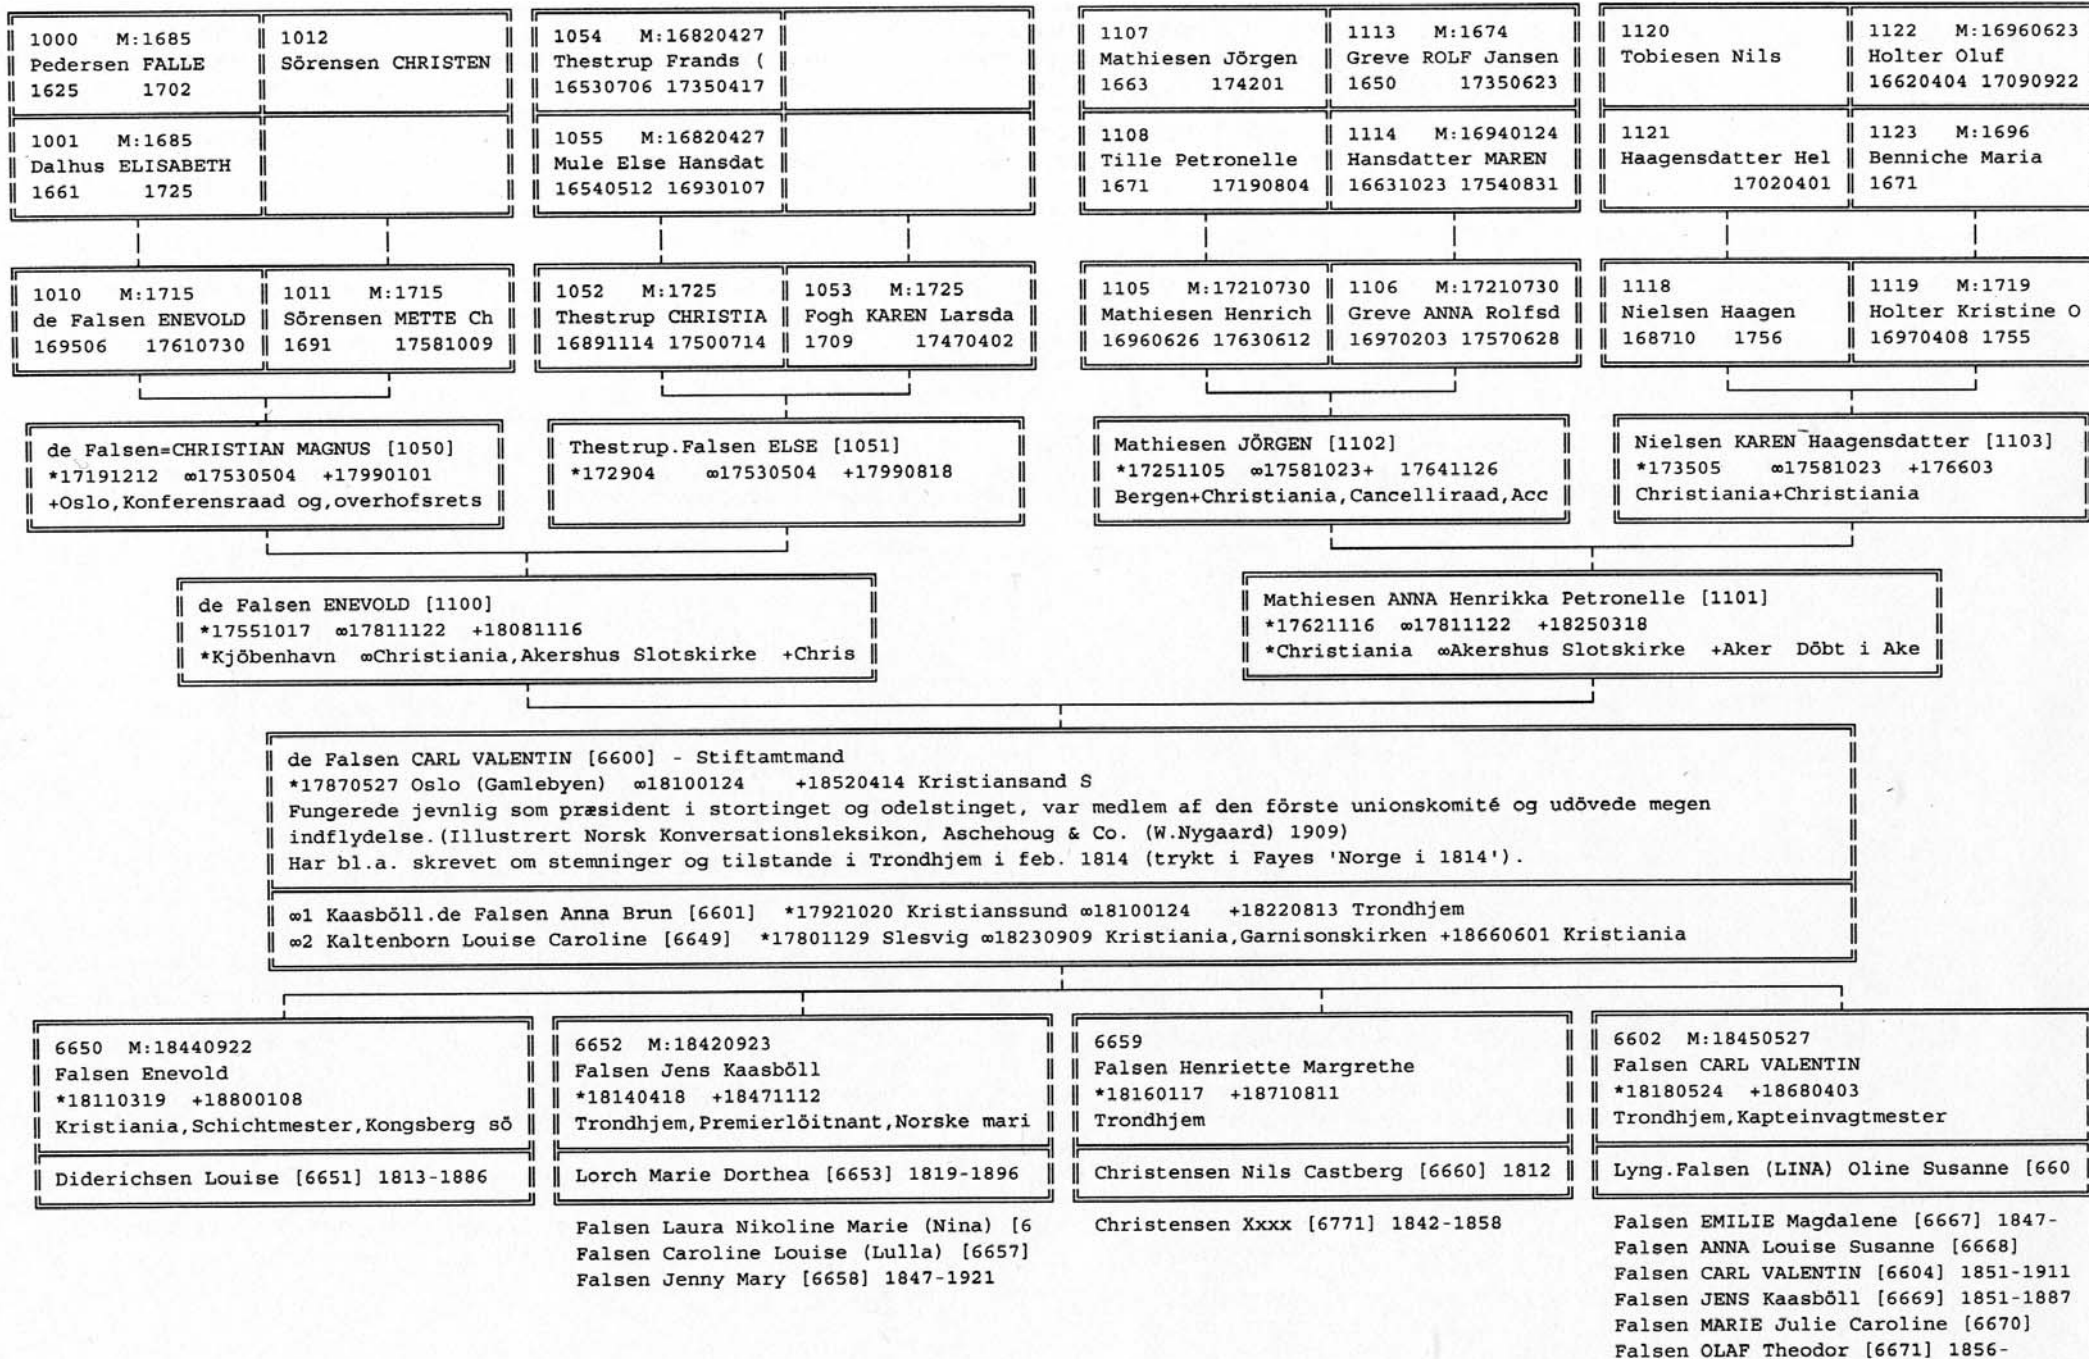 1000 M:1685
Pedersen FALLE
1625 1702
1012
Sörensen CHRISTEN
1054 M:16820427
Thestrup Frands (
16530706 17350417
1107
Mathiesen Jörgen
1663 174201
1113 M:1674
Greve ROLF Jansen
1650 17350623
1120
Tobiesen Nils
1122 M:16960623
Holter Oluf
16620404 17090922
1001 M:1685
Dalhus ELISABETH
1661 1725
1055 M:16820427
Mule Else Hansdat
16540512 16930107
1108
Tille Petronelle
1671 17190804
1114 M:16940124
Hansdatter MAREN
16631023 17540831
1121
Haagensdatter Hel
17020401
1123 M:1696
Benniche Maria
1671
1010 M:1715
de Falsen ENEVOLD
169506 17610730
1011 M:1715
Sörensen METTE Ch
1691 17581009
1052 M:1725
Thestrup CHRISTIA
16891114 17500714
1053 M:1725
Fogh KAREN Larsda
1709 17470402
1105 M:17210730
Mathiesen Henrich
16960626 17630612
1106 M:17210730
Greve ANNA Rolfsd
16970203 17570628
1118
Nielsen Haagen
168710 1756
1119 M:1719
Holter Kristine O
16970408 1755
de Falsen=CHRISTIAN MAGNUS [1050]
*17191212 ∞17530504 +17990101
+Oslo,Konferensraad og,overhofsrets
Thestrup.Falsen ELSE [1051]
*172904 ∞17530504 +17990818
Mathiesen JÖRGEN [1102]
*17251105 ∞17581023+ 17641126
Bergen+Christiania,Cancelliraad,Acc
Nielsen KAREN Haagensdatter [1103]
*173505 ∞17581023 +176603
Christiania+Christiania
de Falsen ENEVOLD [1100]
*17551017 ∞17811122 +18081116
*Kjöbenhavn ∞Christiania,Akershus Slotskirke +Chris
Mathiesen ANNA Henrikka Petronelle [1101]
*17621116 ∞17811122 +18250318
*Christiania ∞Akershus Slotskirke +Aker Döbt i Ake
de Falsen CARL VALENTIN [6600] - Stiftamtmand
*17870527 Oslo (Gamlebyen) ∞18100124 +18520414 Kristiansand S
Fungerede jevnlig som præsident i stortinget og odelstinget, var medlem af den förste unionskomité og udövede megen
indflydelse.(Illustrert Norsk Konversationsleksikon, Aschehoug & Co. (W.Nygaard) 1909)
Har bl.a. skrevet om stemninger og tilstande i Trondhjem i feb. 1814 (trykt i Fayes 'Norge i 1814').
∞1 Kaasböll.de Falsen Anna Brun [6601] *17921020 Kristianssund ∞18100124 +18220813 Trondhjem
∞2 Kaltenborn Louise Caroline [6649] *17801129 Slesvig ∞18230909 Kristiania,Garnisonskirken +18660601 Kristiania
6650 M:18440922
Falsen Enevold
*18110319 +18800108
Kristiania,Schichtmester,Kongsberg sö
Diderichsen Louise [6651] 1813-1886
6652 M:18420923
Falsen Jens Kaasböll
*18140418 +18471112
Trondhjem,Premierlöitnant,Norske mari
Lorch Marie Dorthea [6653] 1819-1896
Falsen Laura Nikoline Marie (Nina) [6
Falsen Caroline Louise (Lulla) [6657]
Falsen Jenny Mary [6658] 1847-1921
6659
Falsen Henriette Margrethe
*18160117 +18710811
Trondhjem
Christensen Nils Castberg [6660] 1812
Christensen Xxxx [6771] 1842-1858
6602 M:18450527
Falsen CARL VALENTIN
*18180524 +18680403
Trondhjem,Kapteinvagtmester
Lyng.Falsen (LINA) Oline Susanne [660
Falsen EMILIE Magdalene [6667] 1847-
Falsen ANNA Louise Susanne [6668]
Falsen CARL VALENTIN [6604] 1851-1911
Falsen JENS Kaasböll [6669] 1851-1887
Falsen MARIE Julie Caroline [6670]
Falsen OLAF Theodor [6671] 1856-